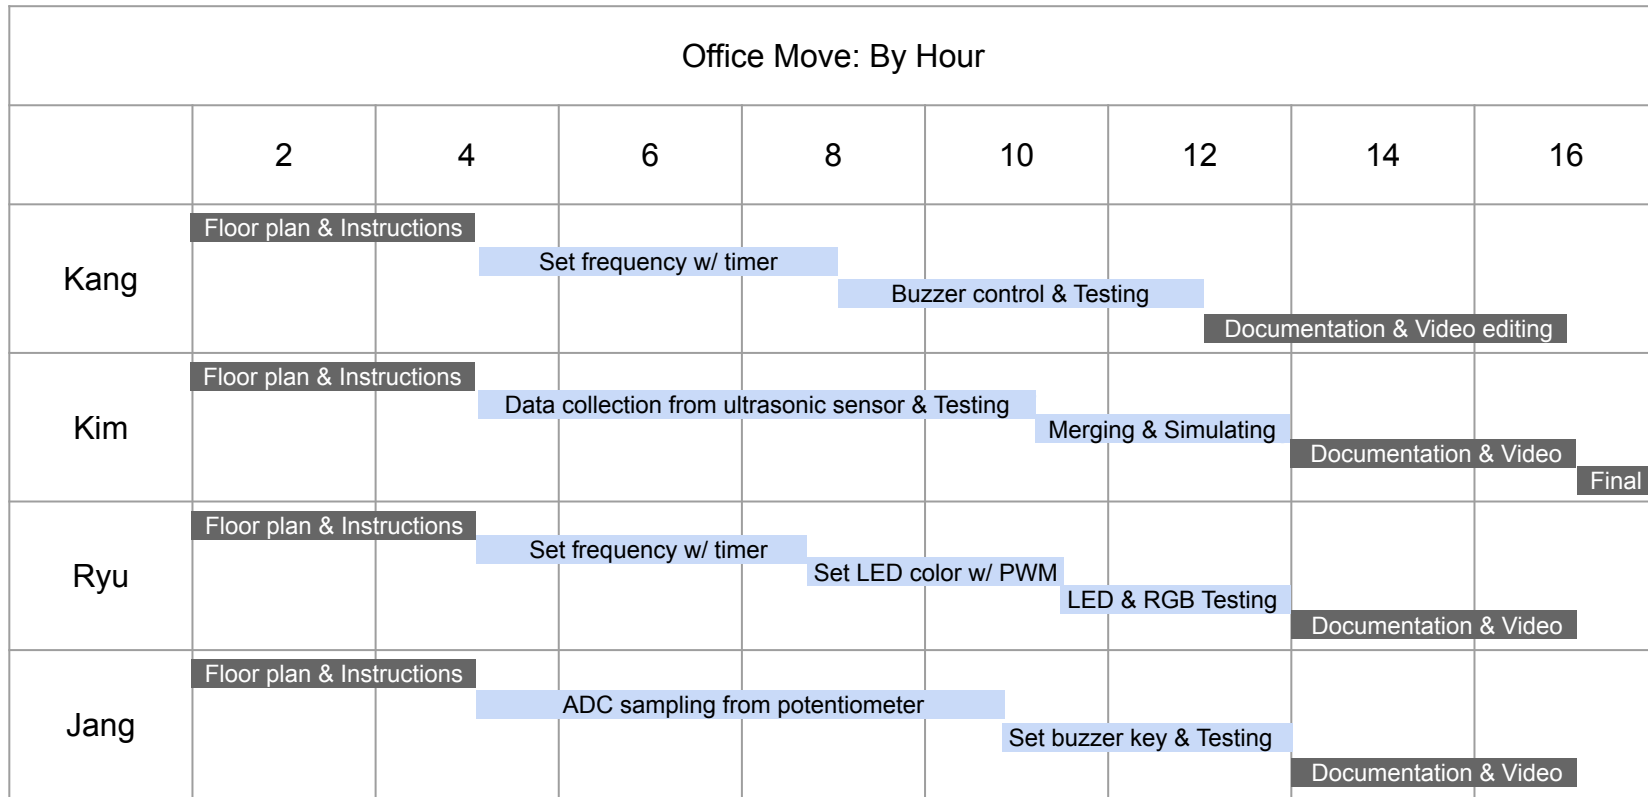 Office Move: By Hour
2 4 6 8 10 12 14 16
Kang
Floor plan & Instructions
Set frequency w/ timer
Buzzer control & Testing
Documentation & Video editing
Kim
Floor plan & Instructions
Data collection from ultrasonic sensor & Testing
Merging & Simulating
Documentation & Video
Final
Ryu
Floor plan & Instructions
Set frequency w/ timer
Set LED color w/ PWM
LED & RGB Testing
Documentation & Video
Jang
Floor plan & Instructions
ADC sampling from potentiometer
Set buzzer key & Testing
Documentation & Video